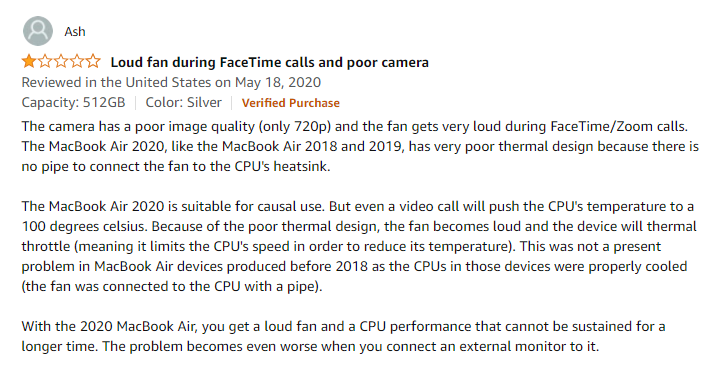 Ash
Loud fan during FaceTime calls and poor camera
Reviewed in the United States on May 18, 2020
Capacity: 512GB | Color: Silver | Verified Purchase
The camera has a poor image quality (only 720p) and the fan gets very loud during FaceTime/Zoom calls.
The MacBook Air 2020, like the MacBook Air 2018 and 2019, has very poor thermal design because there is
no pipe to connect the fan to the CPU's heatsink.
The MacBook Air 2020 is suitable for causal use. But even a video call will push the CPU's temperature to a
100 degrees celsius. Because of the poor thermal design, the fan becomes loud and the device will thermal
throttle (meaning it limits the CPU's speed in order to reduce its temperature). This was not a present
problem in MacBook Air devices produced before 2018 as the CPUs in those devices were properly cooled
(the fan was connected to the CPU with a pipe).
With the 2020 MacBook Air, you get a loud fan and a CPU performance that cannot be sustained for a
longer time. The problem becomes even worse when you connect an external monitor to it.